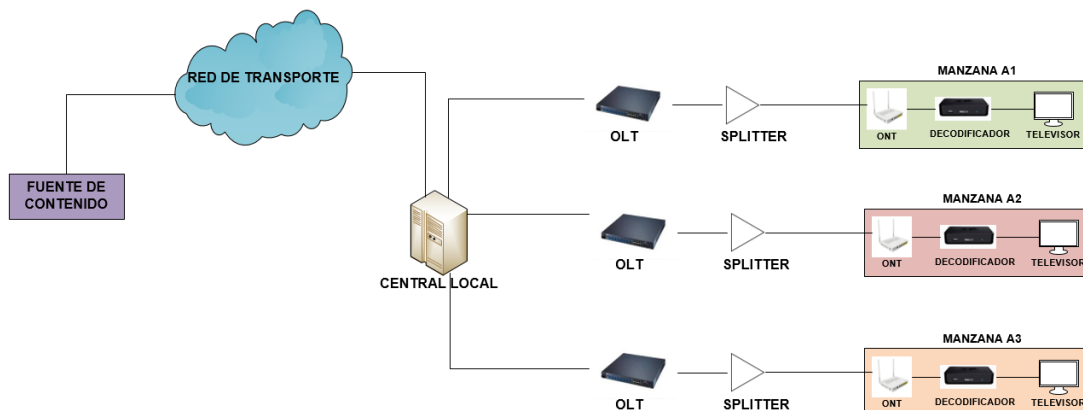 RED DE TRANSPORTE
FUENTE DE
CONTENIDO
CENTRAL LOCAL
MANZANA A1
OLT
SPLITTER
ONT
DECODIFICADOR
TELEVISOR
MANZANA A2
OLT
SPLITTER
ONT
DECODIFICADOR
TELEVISOR
MANZANA A3
OLT
SPLITTER
ONT
DECODIFICADOR
TELEVISOR